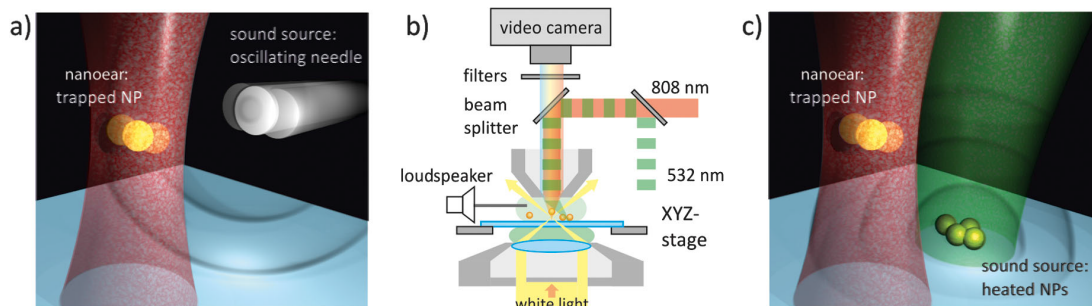 a)
sound source:
oscillating needle
nanoear:
trapped NP
b)
video camera
filters
808 nm
beam
splitter
loudspeaker
532 nm
XYZ-
stage
white light
c)
nanoear:
trapped NP
sound source:
heated NPs